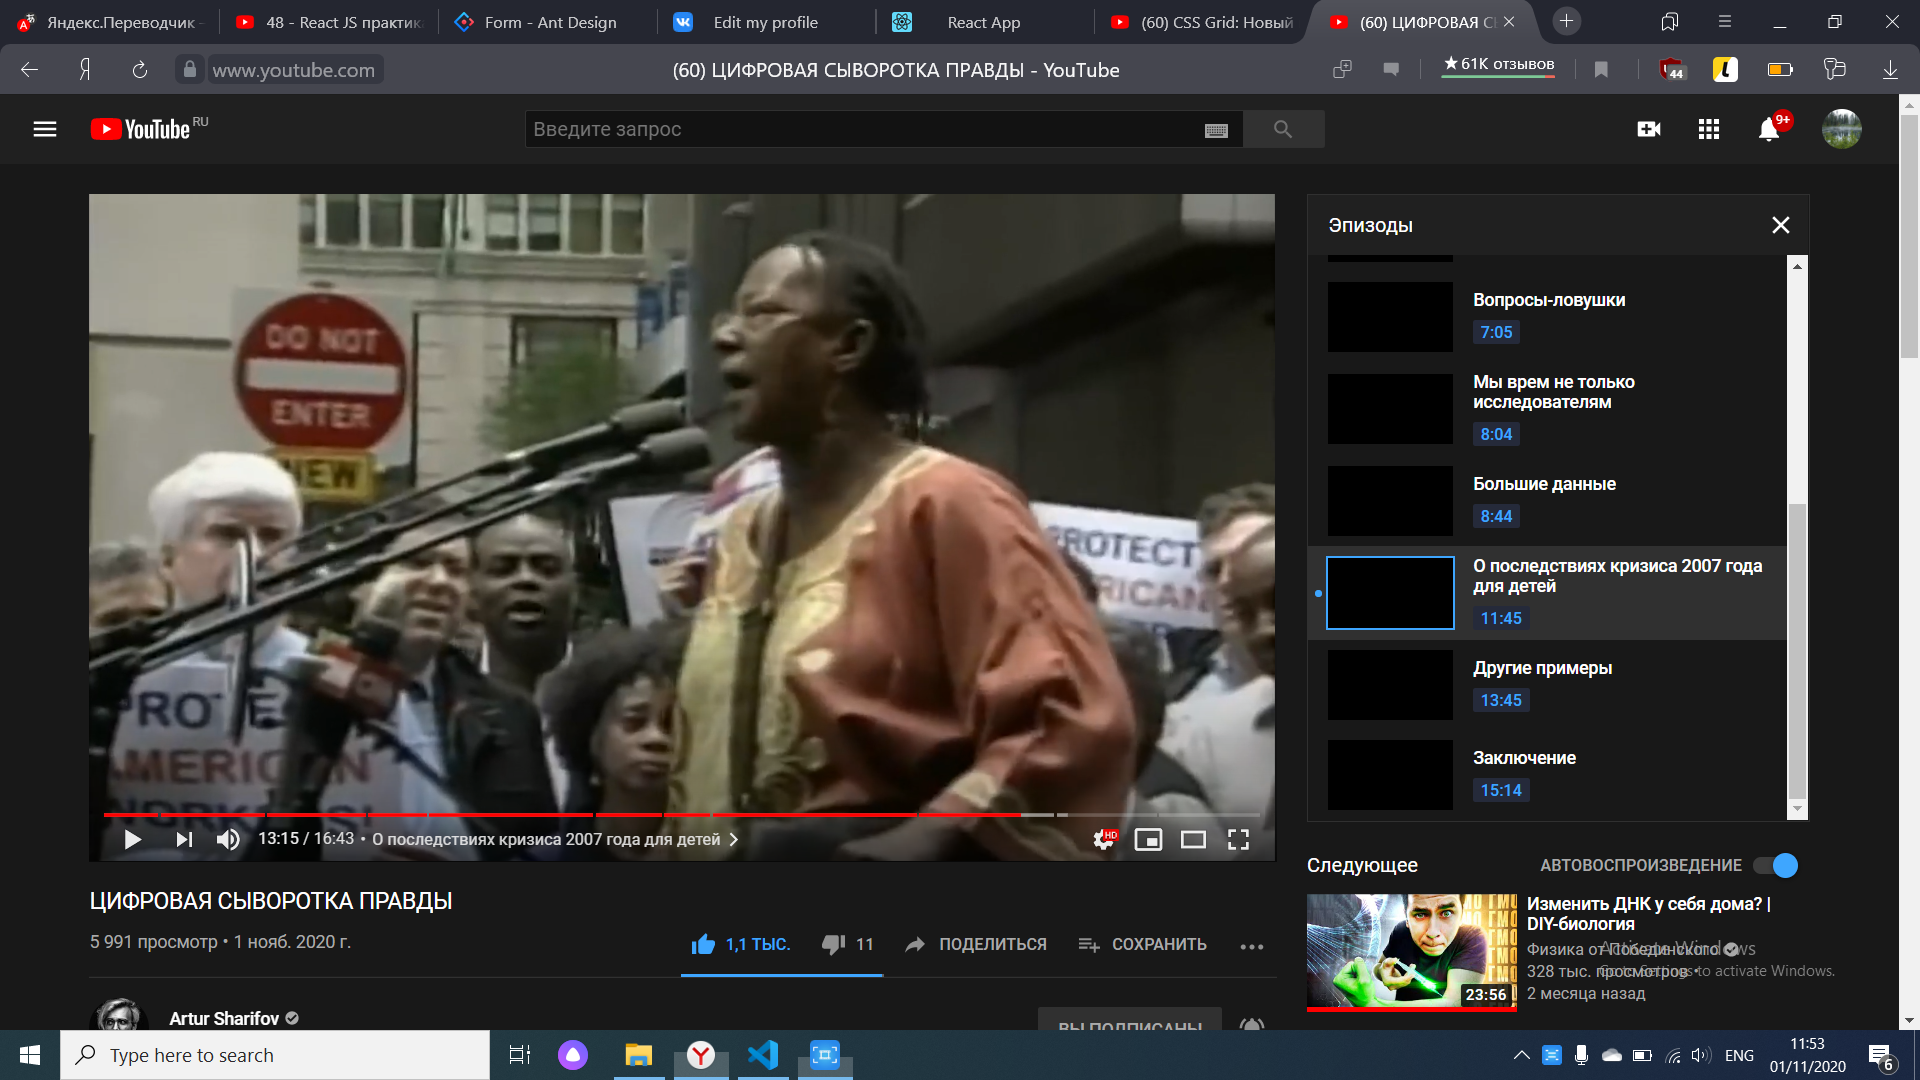 Яндекс.Переводчик
48 - React JS практика
Form - Ant Design
Edit my profile
React App
(60) CSS Grid: Новый
(60) ЦИФРОВАЯ С
www.youtube.com
(60) ЦИФРОВАЯ СЫВОРОТКА ПРАВДЫ - YouTube
★ 61K отзывов
44
YouTube RU
Введите запрос
9+
DO NOT
ENTER
NEW
PROTECT
AMERICAN
PROTECT
AMERICAN
13:15 / 16:43 • О последствиях кризиса 2007 года для детей
HD
ЦИФРОВАЯ СЫВОРОТКА ПРАВДЫ
5 991 просмотр • 1 нояб. 2020 г.
1,1 ТЫС.
11
ПОДЕЛИТЬСЯ
СОХРАНИТЬ
Artur Sharifov
ВЫ ПОДПИСАНЫ
Эпизоды
Вопросы-ловушки
7:05
Мы врем не только
исследователям
8:04
Большие данные
8:44
О последствиях кризиса 2007 года
для детей
11:45
Другие примеры
13:45
Заключение
15:14
Следующее
АВТОВОСПРОИЗВЕДЕНИЕ
Изменить ДНК у себя дома? |
DIY-биология
Физика от Побединского
328 тыс. просмотров •
2 месяца назад
23:56
Activate Windows
Go to Settings to activate Windows.
Type here to search
ENG
11:53
01/11/2020
6